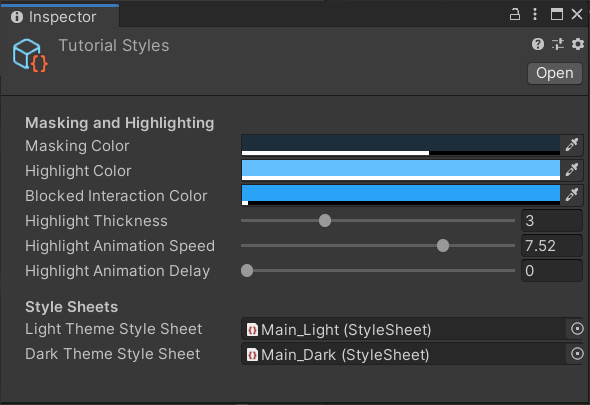 Inspector
Tutorial Styles
Open
Masking and Highlighting
Masking Color
Highlight Color
Blocked Interaction Color
Highlight Thickness 3
Highlight Animation Speed 7.52
Highlight Animation Delay 0
Style Sheets
Light Theme Style Sheet Main_Light (StyleSheet)
Dark Theme Style Sheet Main_Dark (StyleSheet)